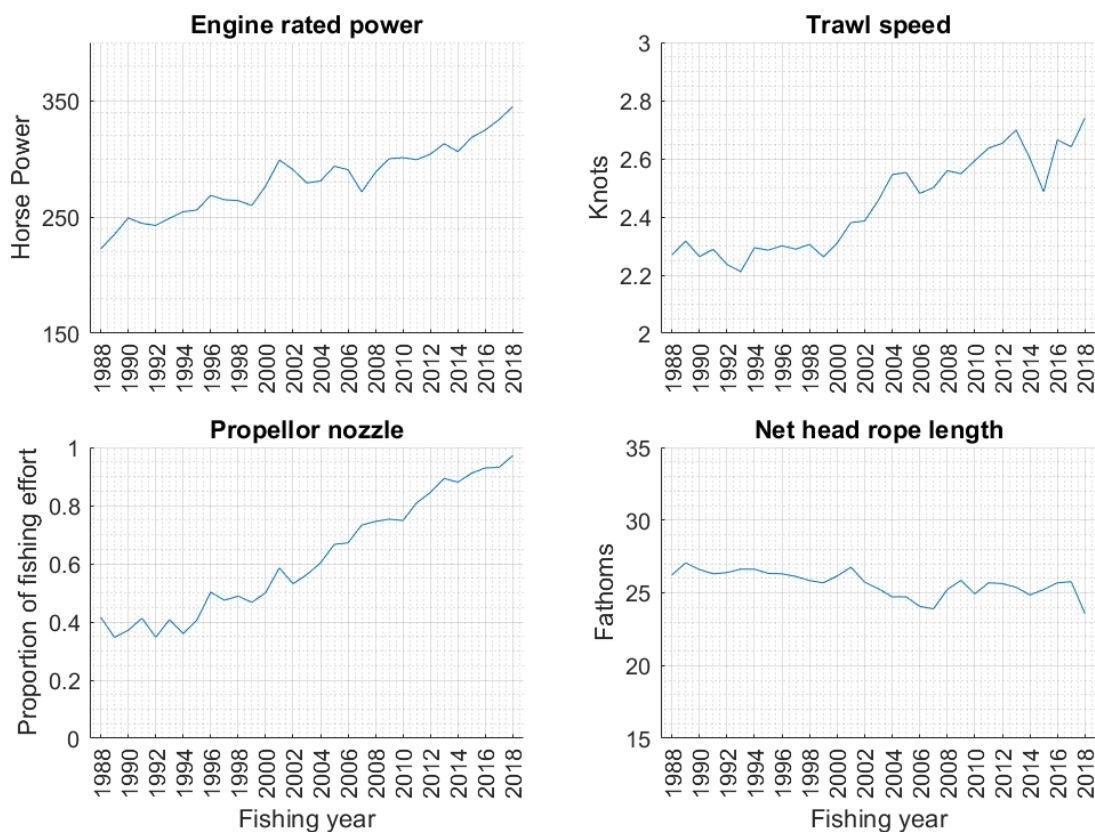 Engine rated power
Horse Power
350
250
150
1988 1990 1992 1994 1996 1998 2000 2002 2004 2006 2008 2010 2012 2014 2016 2018
Trawl speed
Knots
3
2.8
2.6
2.4
2.2
2
1988 1990 1992 1994 1996 1998 2000 2002 2004 2006 2008 2010 2012 2014 2016 2018
Propellor nozzle
Proportion of fishing effort
1
0.8
0.6
0.4
0.2
0
1988 1990 1992 1994 1996 1998 2000 2002 2004 2006 2008 2010 2012 2014 2016 2018
Fishing year
Net head rope length
Fathoms
35
30
25
20
15
1988 1990 1992 1994 1996 1998 2000 2002 2004 2006 2008 2010 2012 2014 2016 2018
Fishing year